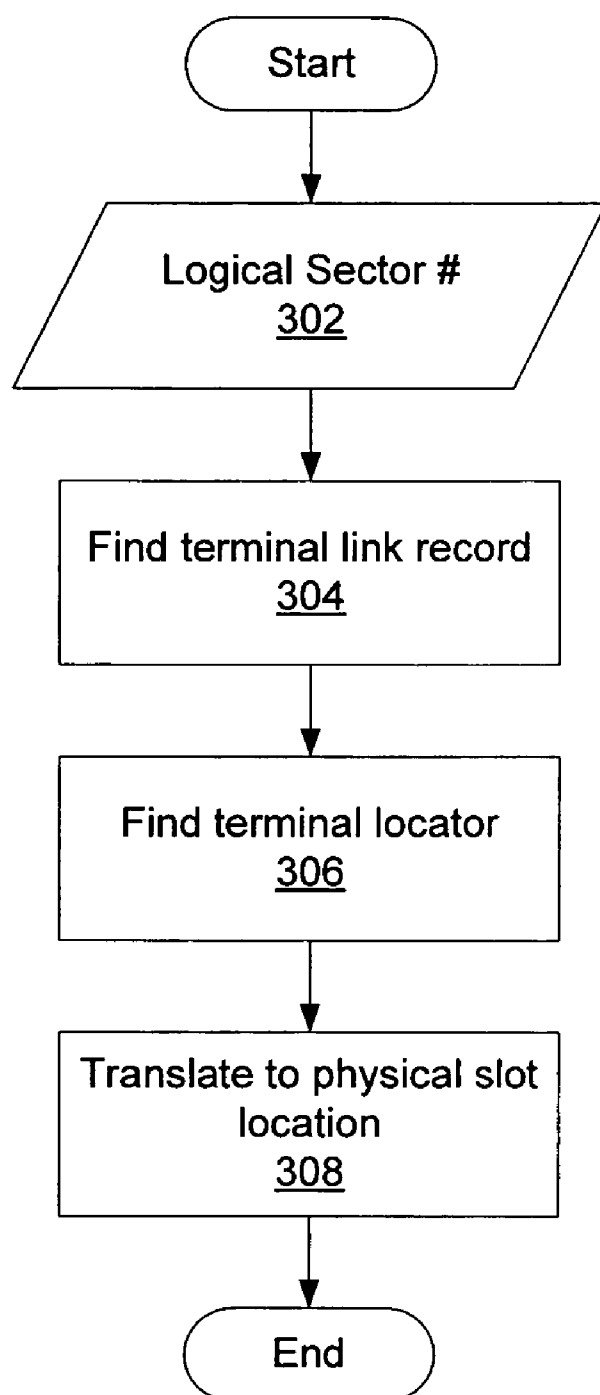 Start
Logical Sector #
302
Find terminal link record
304
Find terminal locator
306
Translate to physical slot
location
308
End